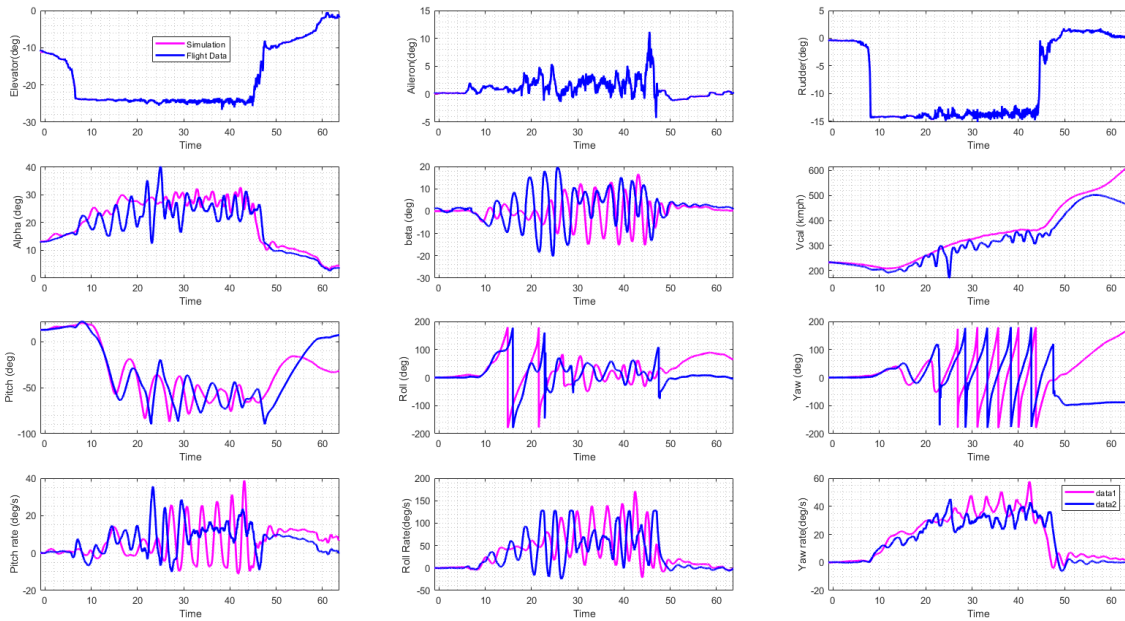 0
-10
-20
-30
Elevator(deg)
Simulation
Flight Data
0 10 20 30 40 50 60
Time
15
10
5
0
-5
Aileron(deg)
0 10 20 30 40 50 60
Time
5
0
-5
-10
-15
Rudder(deg)
0 10 20 30 40 50 60
Time
40
30
20
10
0
Alpha (deg)
0 10 20 30 40 50 60
Time
20
10
0
-10
-20
-30
beta (deg)
0 10 20 30 40 50 60
Time
600
500
400
300
200
Vcal (kmph)
0 10 20 30 40 50 60
Time
0
-50
-100
Pitch (deg)
0 10 20 30 40 50 60
Time
200
100
0
-100
-200
Roll (deg)
0 10 20 30 40 50 60
Time
200
100
0
-100
-200
Yaw (deg)
0 10 20 30 40 50 60
Time
40
20
0
-20
Pitch rate (deg/s)
0 10 20 30 40 50 60
Time
200
150
100
50
0
-50
Roll Rate(deg/s)
0 10 20 30 40 50 60
Time
60
40
20
0
-20
Yaw rate(deg/s)
data1
data2
0 10 20 30 40 50 60
Time